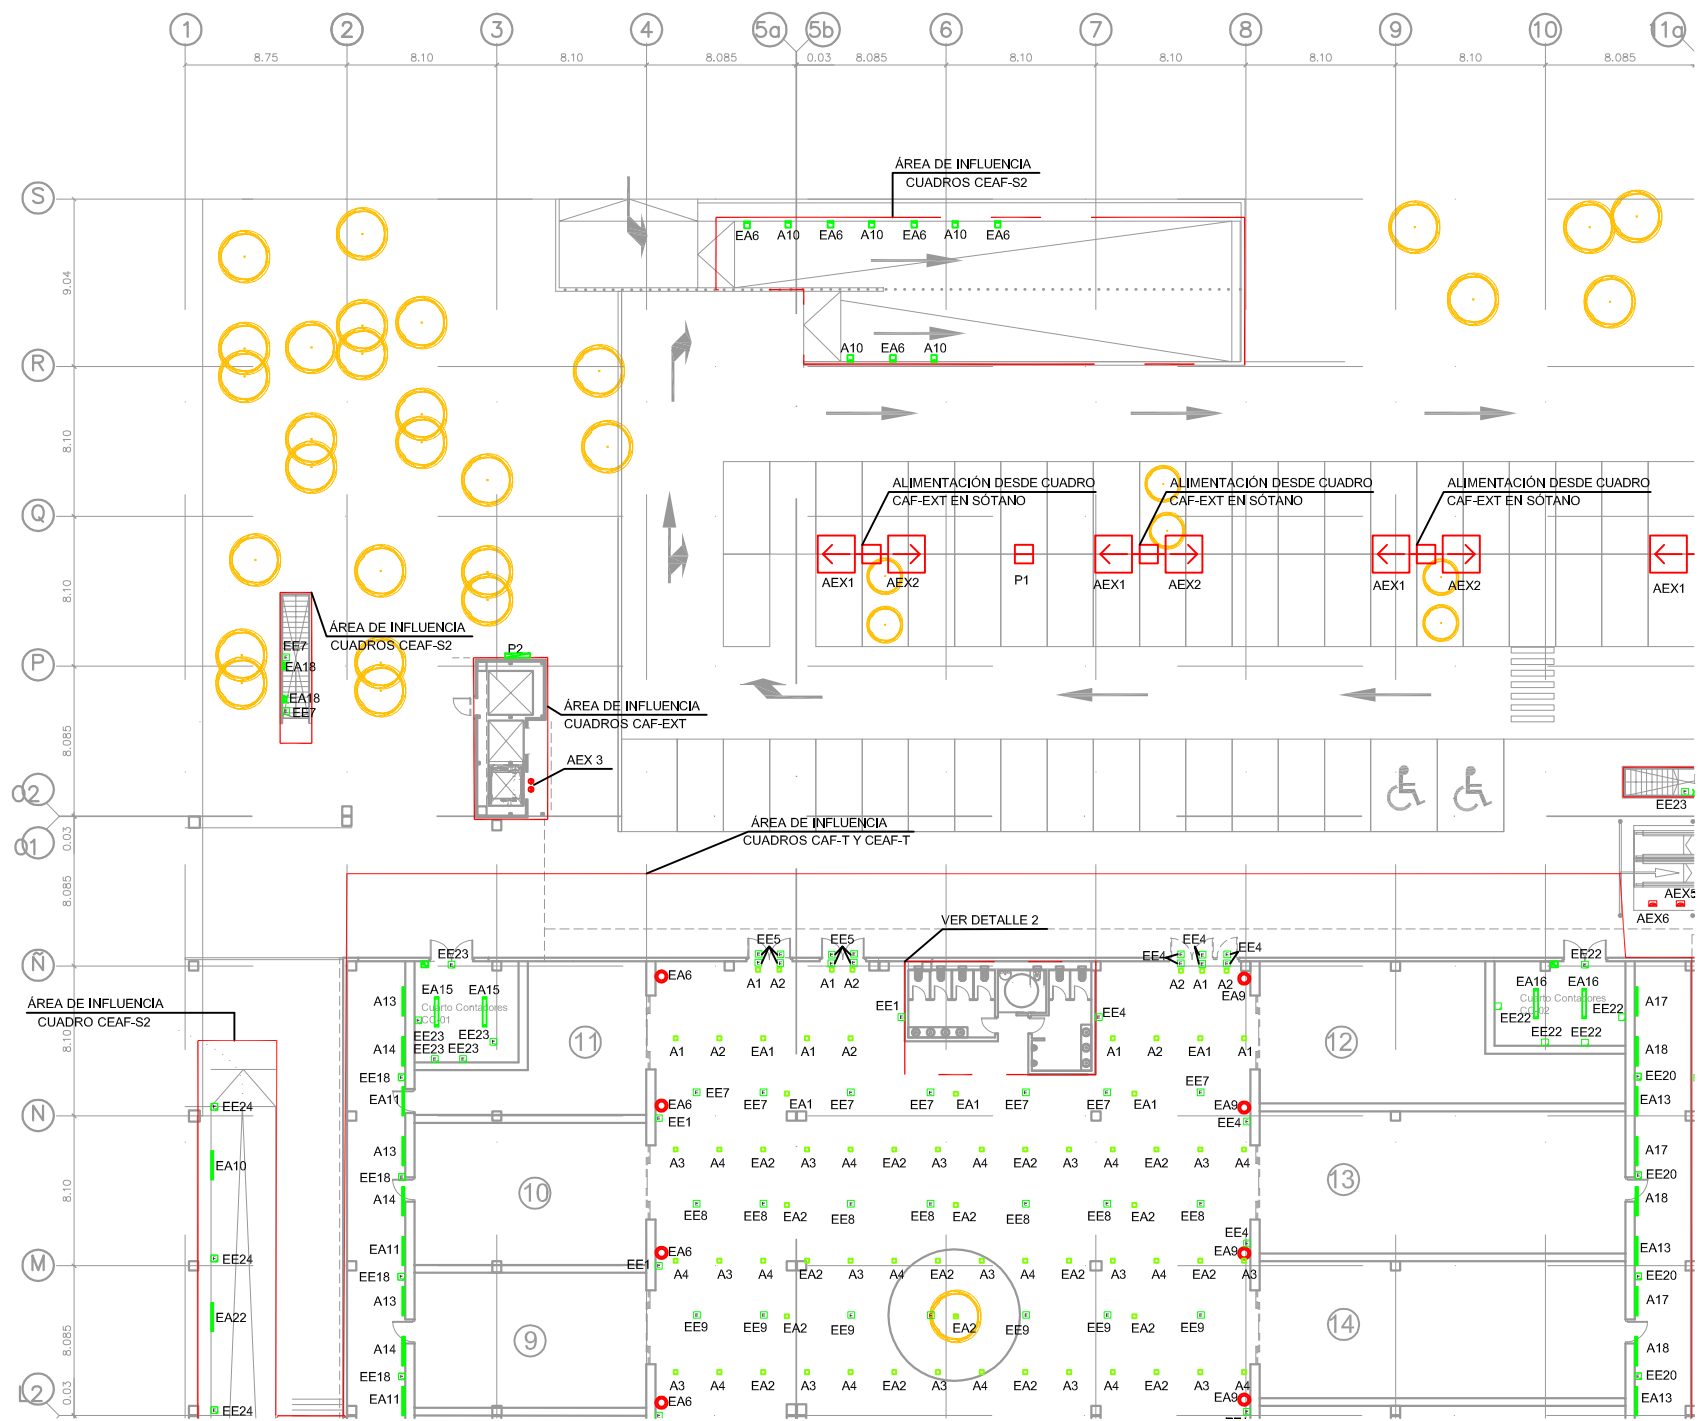 1 2 3 4 5a 5b 6 7 8 9 10 11a
8.75 8.10 8.10 8.085 0.03 8.085 8.10 8.10 8.10 8.10 8.085
ÁREA DE INFLUENCIA
CUADROS CEAF-S2
S
EA6 A10 EA6 A10 EA6 A10 EA6
9.04
A10 EA6 A10
R
8.10
ALIMENTACIÓN DESDE CUADRO
CAF-EXT EN SÓTANO
ALIMENTACIÓN DESDE CUADRO
CAF-EXT EN SÓTANO
ALIMENTACIÓN DESDE CUADRO
CAF-EXT EN SÓTANO
Q
AEX1 AEX2 P1 AEX1 AEX2 AEX1 AEX2 AEX1
8.10
ÁREA DE INFLUENCIA
CUADROS CEAF-S2
EE7
EA18
P2
P
EA18
EE7
ÁREA DE INFLUENCIA
CUADROS CAF-EXT
8.085
AEX 3
O2
EE23
ÁREA DE INFLUENCIA
CUADROS CAF-T Y CEAF-T
O1
0.03
8.085
AEX5
AEX6
VER DETALLE 2
EE23 EE5 EE5 EE4 EE4 EE4 EE22
Ñ
EA6 A1 A2 A1 A2 A2 A1 A2 EA9
EA15 EA15 EA16 EA16
ÁREA DE INFLUENCIA
CUADRO CEAF-S2
A13 Cuarto Contadores CC-01 EE1 EE4 Cuarto Contadores CC-02 A17
EE23 EE23 EE22 EE22
8.10
A14 EE23 EE23 11 A1 A2 EA1 A1 A2 A1 A2 EA1 A1 12 EE22 EE22 A18
EE18 EE7 EE20
EA11 EE7 EE7 EA1 EE7 EE7 A1 EE7 EE7 EA1 EA13
EE24 EA6 EA9
N
EE1 EE4
A13 A3 A4 EA2 A3 A4 EA2 A3 A4 EA2 A3 A4 EA2 A3 A4 A17
EA10
EE18 EE20
8.10
A14 10 13 A18
EE8 EE8 EA2 EE8 EE8 EA2 EE8 EE8 EA2 EE8
EE4
EA11 EA6 EA9 EA13
EE24
M
EE1
EE18 A4 A3 A4 EA2 A3 A4 EA2 A3 A4 EA2 A3 A4 EA2 A3 EE20
A13 A17
EA22
EE9 EE9 EA2 EE9 EA2 EE9 EE9 EA2 EE9
8.085
9 14
A14 A18
EE18 A3 A4 EA2 A3 A4 EA2 A3 A4 EA2 A3 A4 EA2 A3 A4 EE20
L2
0.03
EA11 EA6 EA9 EA13
EE24